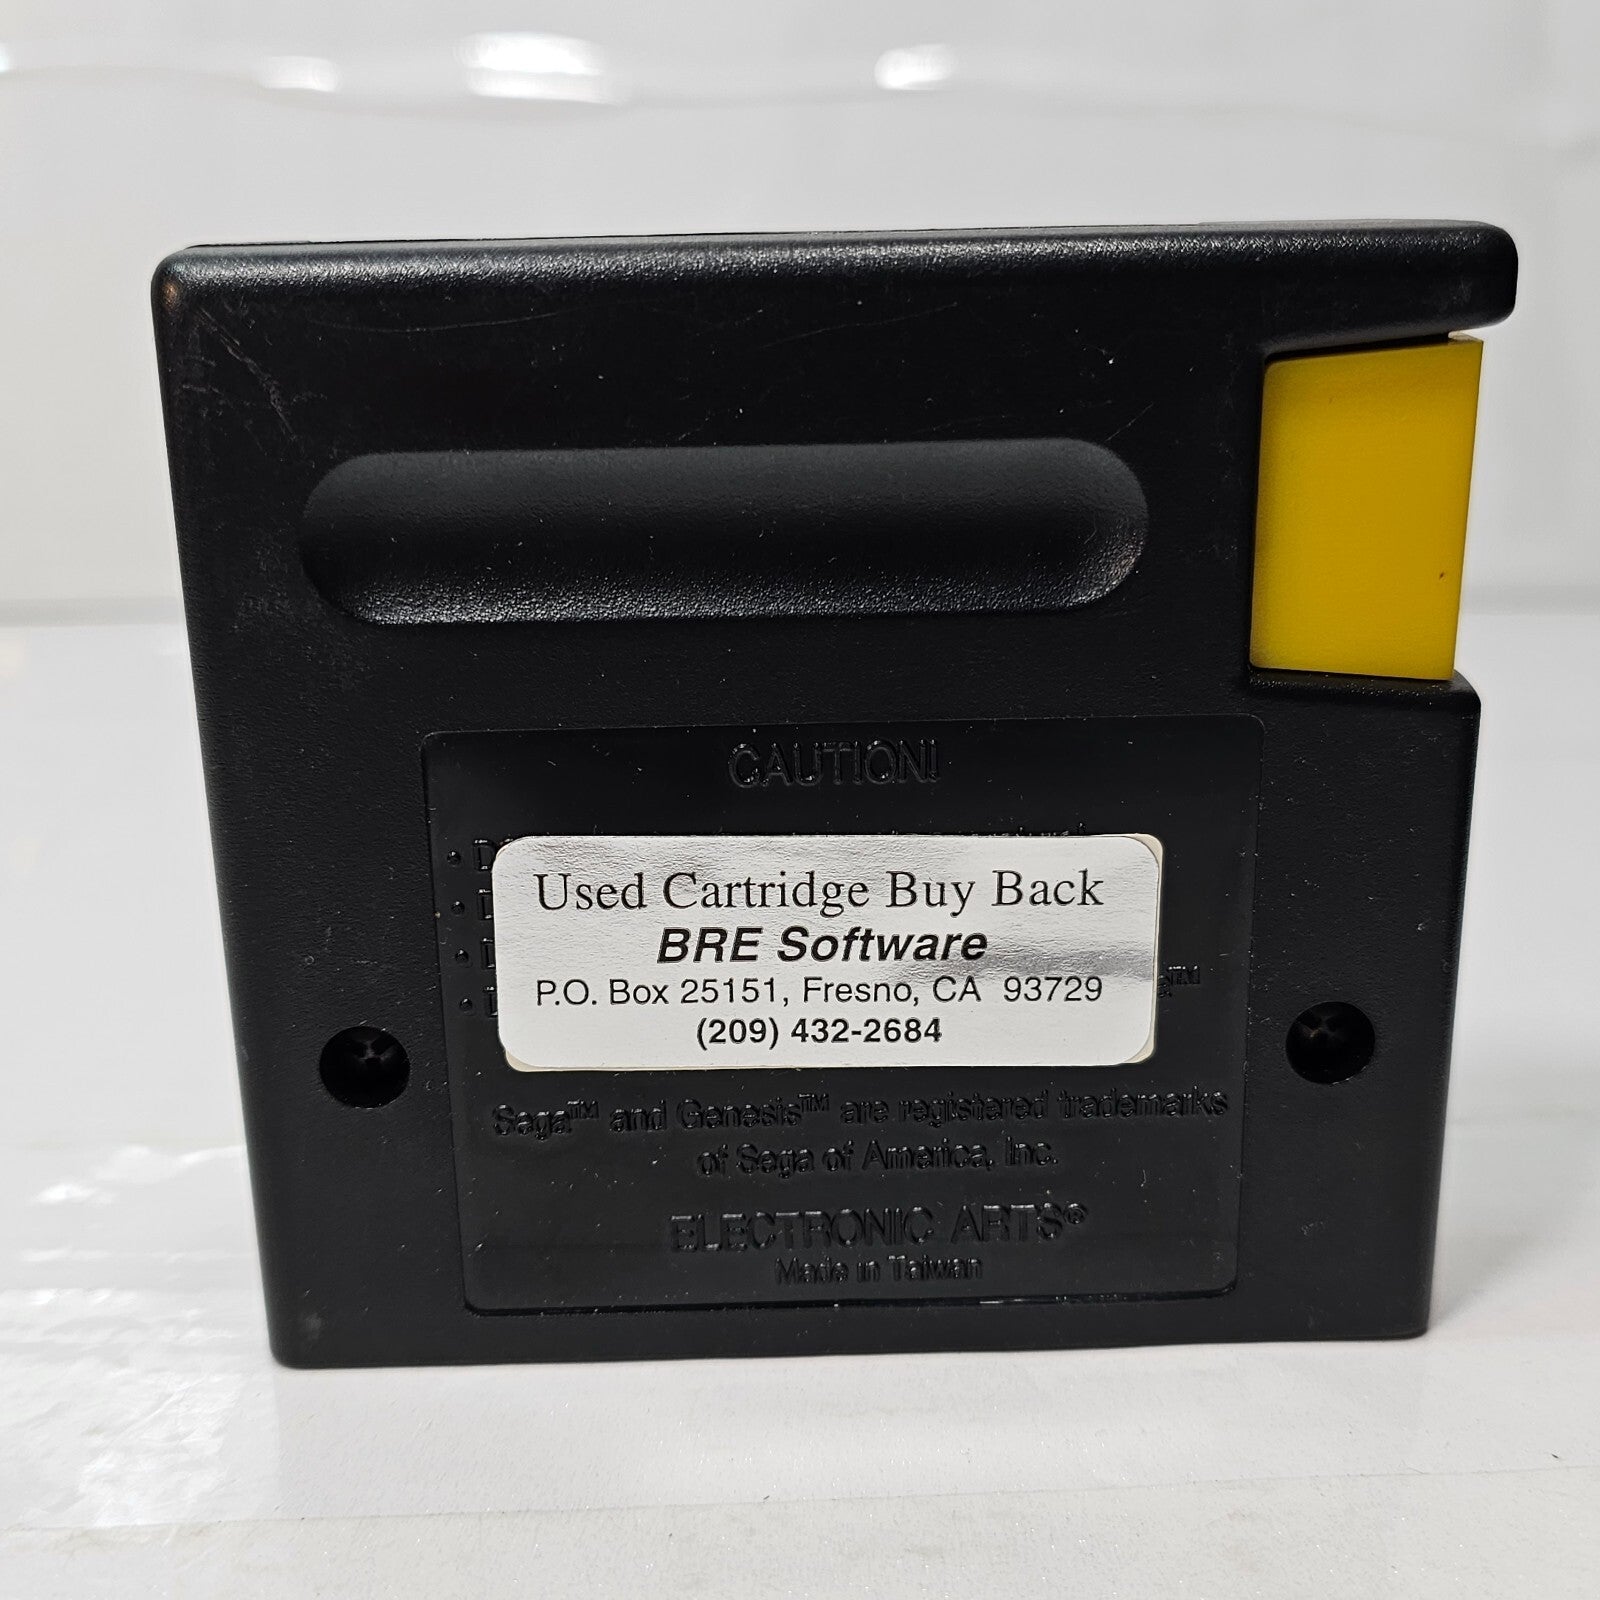 CAUTION!
Used Cartridge Buy Back
BRE Software
P.O. Box 25151, Fresno, CA 93729
(209) 432-2684
Sega™ and Genesis™ are registered trademarks
of Sega of America, Inc.
ELECTRONIC ARTS®
Made in Taiwan